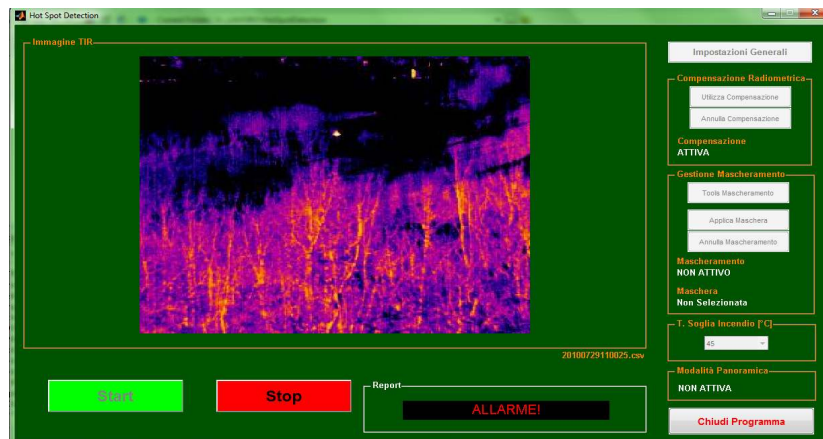 Hot Spot Detection
Immagine TIR
20100729110025.csv
Start
Stop
Report
ALLARME!
Impostazioni Generali
Compensazione Radiometrica
Utilizza Compensazione
Annulla Compensazione
Compensazione
ATTIVA
Gestione Mascheramento
Tools Mascheramento
Applica Maschera
Annulla Mascheramento
Mascheramento
NON ATTIVO
Maschera
Non Selezionata
T. Soglia Incendio [°C]
45
Modalità Panoramica
NON ATTIVA
Chiudi Programma